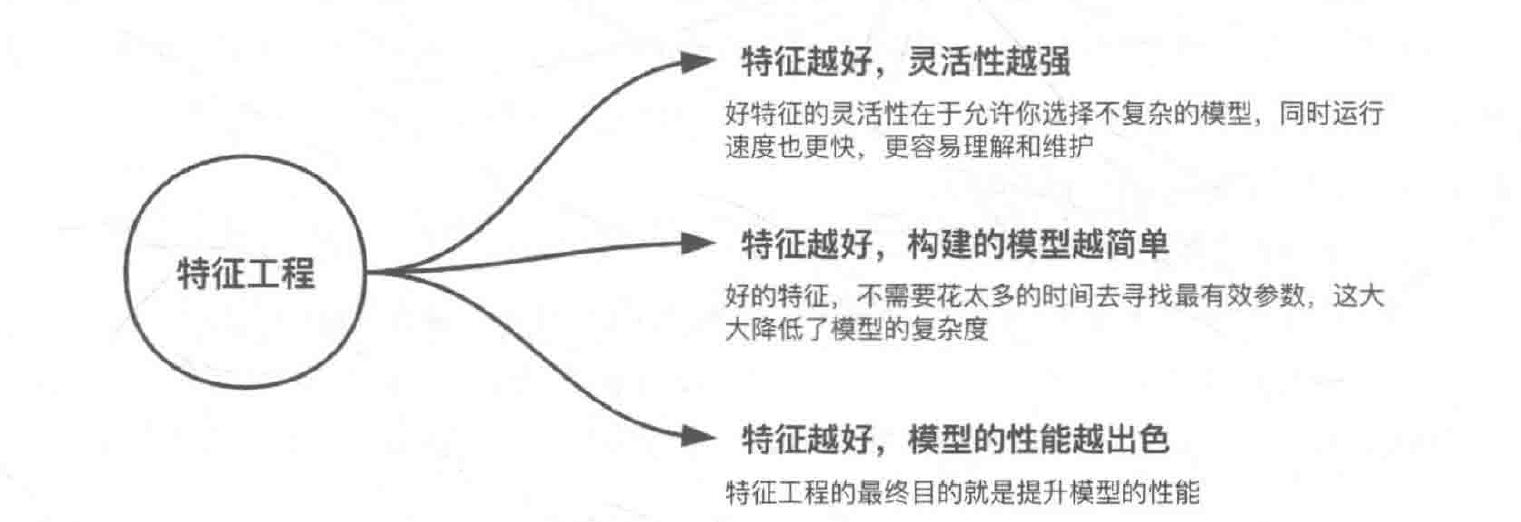 特征越好，灵活性越强
好特征的灵活性在于允许你选择不复杂的模型，同时运行
速度也更快，更容易理解和维护
特征工程
特征越好，构建的模型越简单
好的特征，不需要花太多的时间去寻找最有效参数，这大
大降低了模型的复杂度
特征越好，模型的性能越出色
特征工程的最终目的就是提升模型的性能